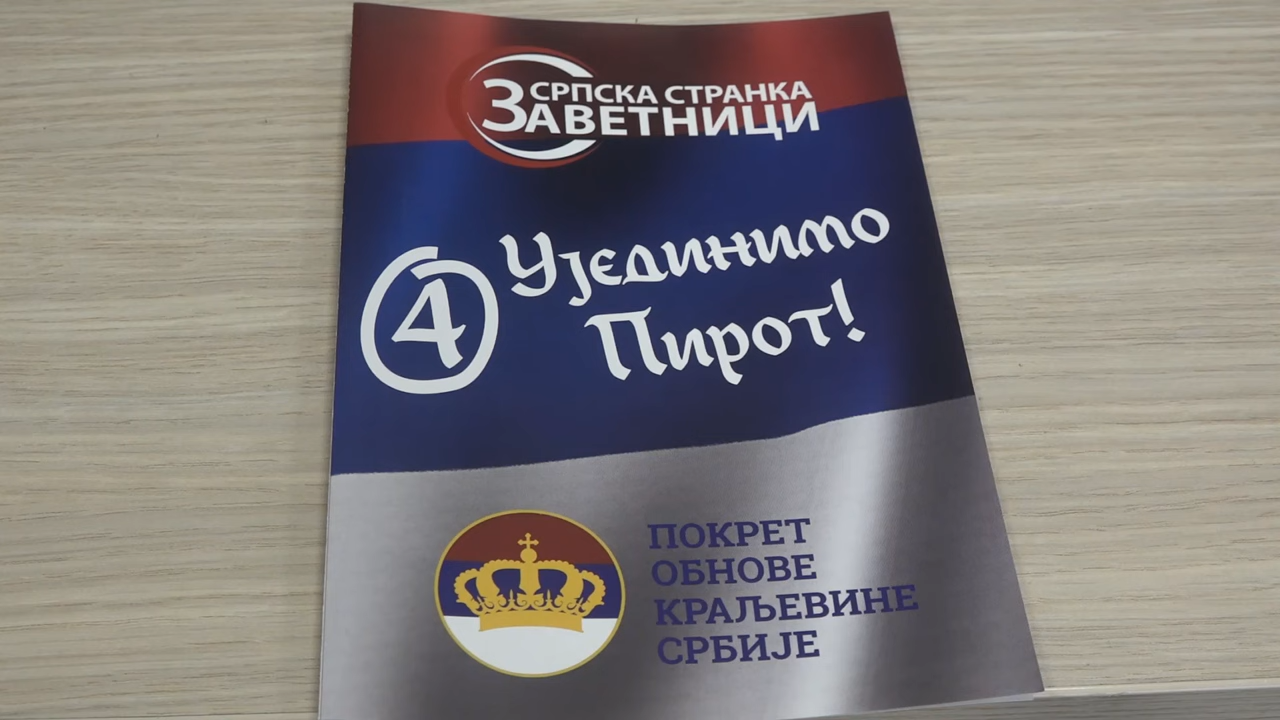 СРПСКА СТРАНКА
ЗАВЕТНИЦИ
4
Ујединимо
Пирот!
ПОКРЕТ
ОБНОВЕ
КРАЉЕВИНЕ
СРБИЈЕ